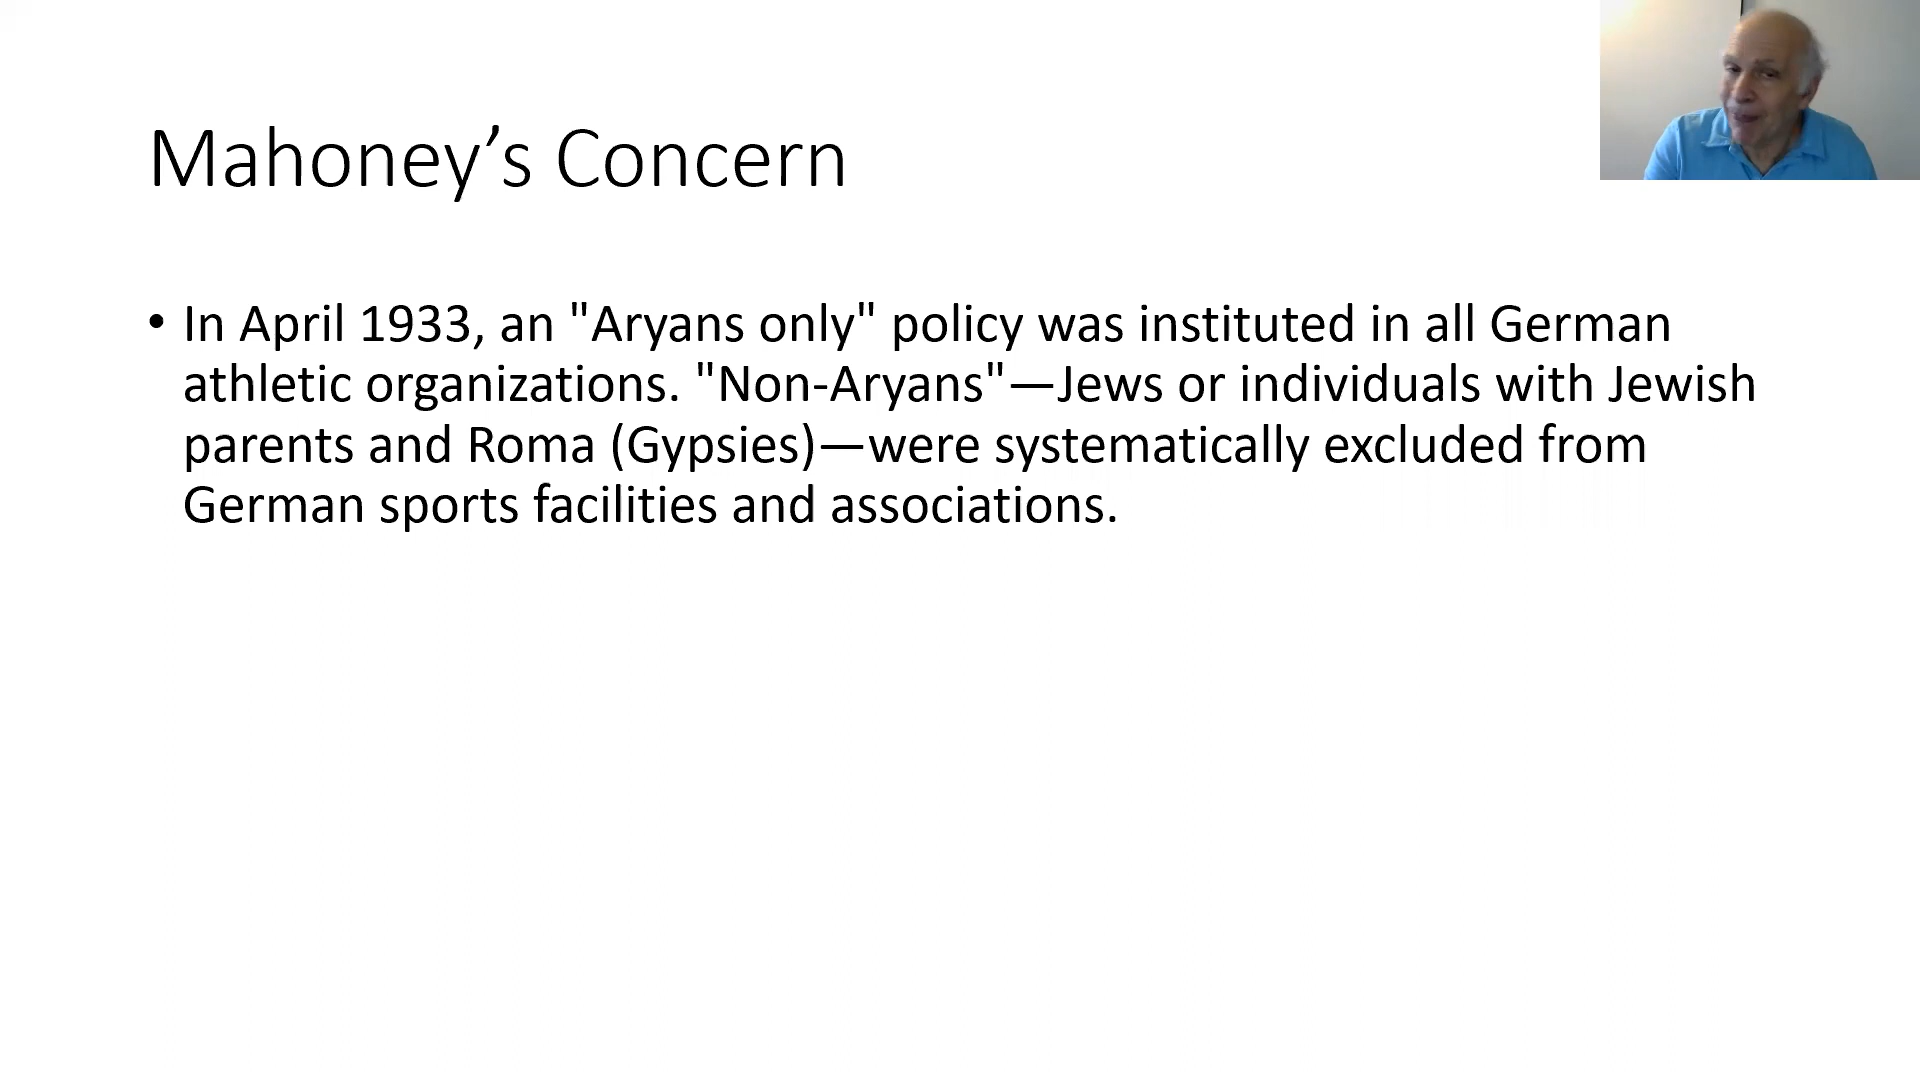 Mahoney’s Concern
• In April 1933, an "Aryans only" policy was instituted in all German
athletic organizations. "Non-Aryans"—Jews or individuals with Jewish
parents and Roma (Gypsies)—were systematically excluded from
German sports facilities and associations.